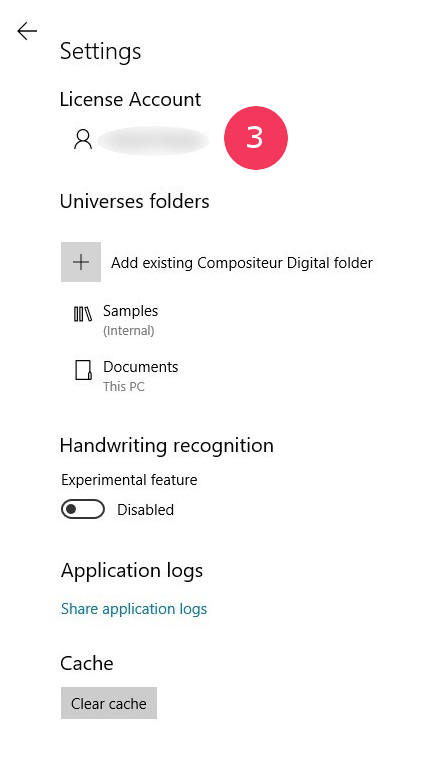 Settings
License Account
3
Universes folders
Add existing Compositeur Digital folder
Samples
(Internal)
Documents
This PC
Handwriting recognition
Experimental feature
Disabled
Application logs
Share application logs
Cache
Clear cache